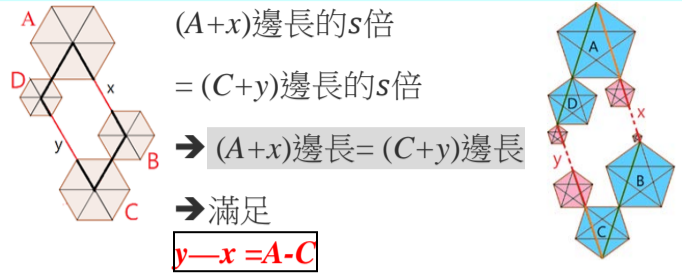 A
D
x
y
B
C
(A+x)邊長的s倍
= (C+y)邊長的s倍
➔ (A+x)邊長= (C+y)邊長
➔滿足
y—x =A-C
A
D
x
y
B
C